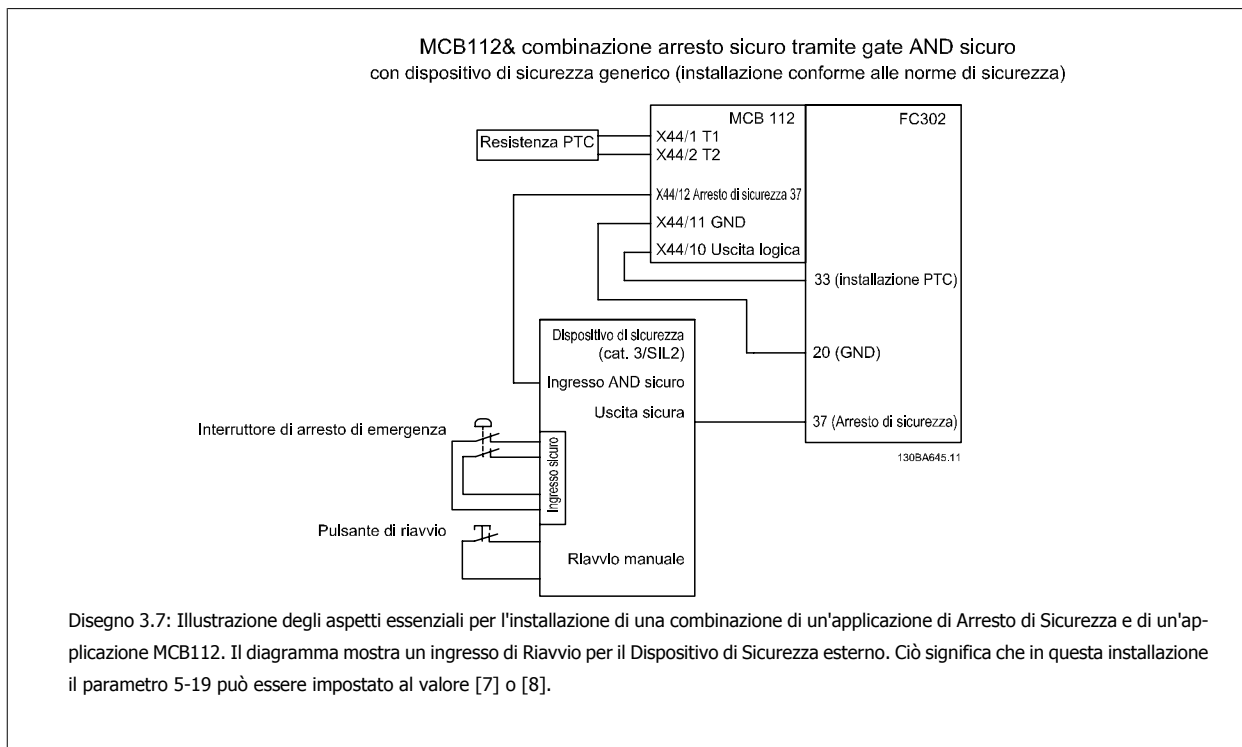 MCB112& combinazione arresto sicuro tramite gate AND sicuro
con dispositivo di sicurezza generico (installazione conforme alle norme di sicurezza)
MCB 112
FC302
Resistenza PTC
X44/1 T1
X44/2 T2
X44/12 Arresto di sicurezza 37
X44/11 GND
X44/10 Uscita logica
33 (installazione PTC)
Dispositivo di sicurezza
(cat. 3/SIL2)
20 (GND)
Ingresso AND sicuro
Uscita sicura
37 (Arresto di sicurezza)
Interruttore di arresto di emergenza
Ingresso sicuro
130BA645.11
Pulsante di riavvio
Riavvio manuale
Disegno 3.7: Illustrazione degli aspetti essenziali per l'installazione di una combinazione di un'applicazione di Arresto di Sicurezza e di un'ap-
plicazione MCB112. Il diagramma mostra un ingresso di Riavvio per il Dispositivo di Sicurezza esterno. Ciò significa che in questa installazione
il parametro 5-19 può essere impostato al valore [7] o [8].